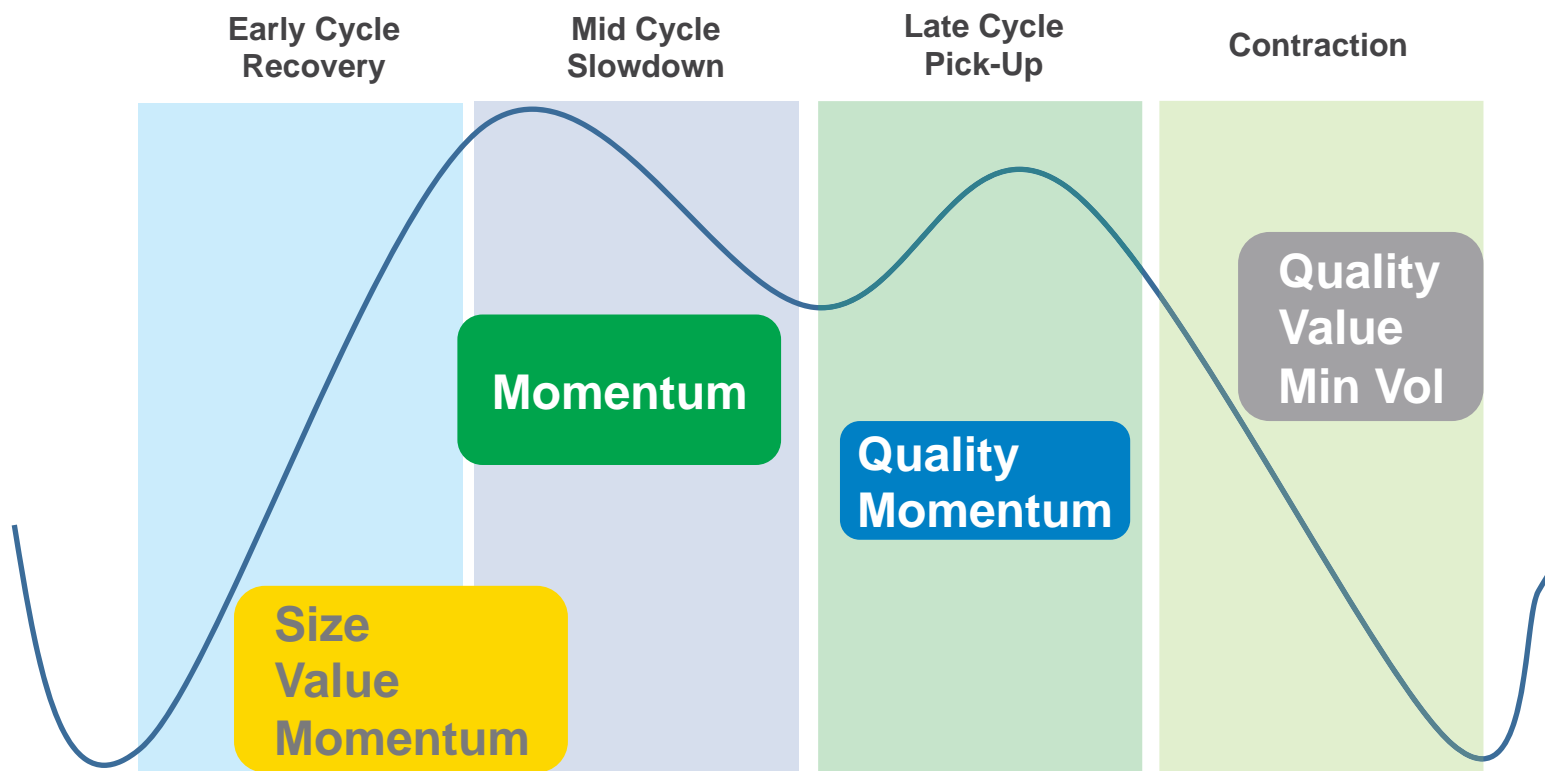 Early Cycle
Recovery
Mid Cycle
Slowdown
Late Cycle
Pick-Up
Contraction
Quality
Value
Min Vol
Momentum
Quality
Momentum
Size
Value
Momentum